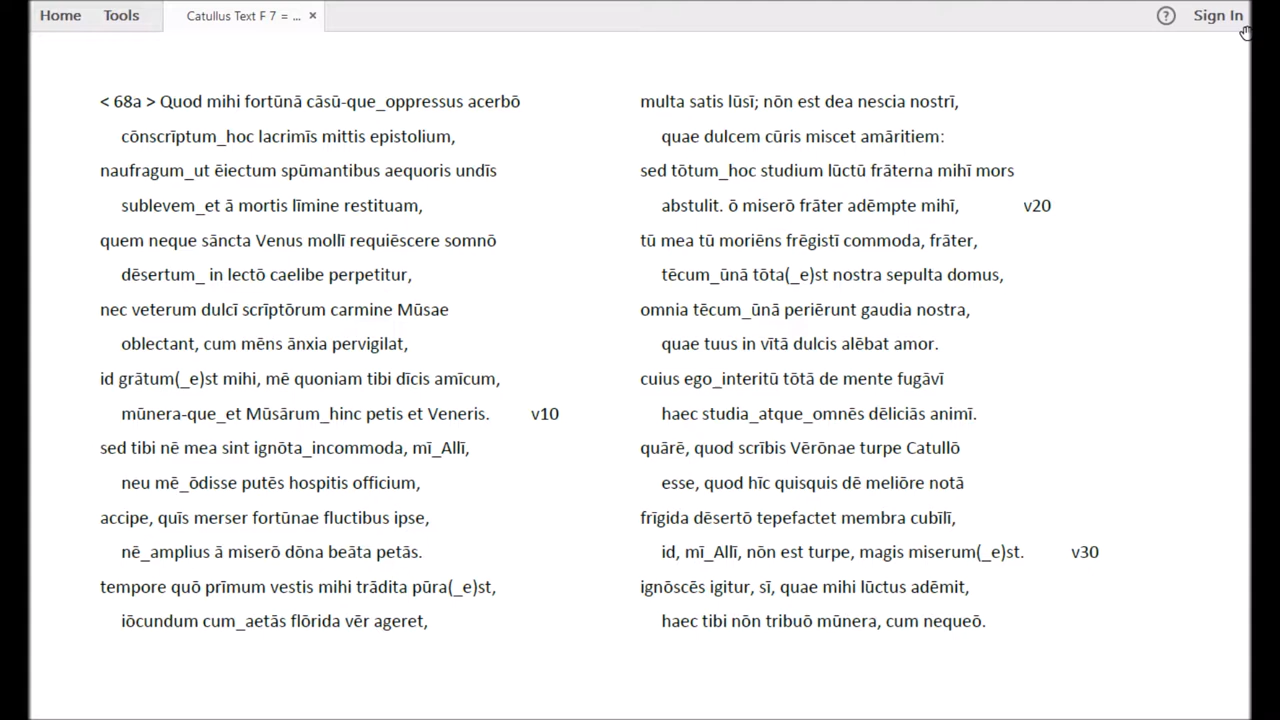 Home Tools Catullus Text F 7 = ... × ? Sign In
< 68a > Quod mihi fortūnā cāsū-que_oppressus acerbō
cōnscrīptum_hoc lacrimīs mittis epistolium,
naufragum_ut ēiectum spūmantibus aequoris undīs
sublevem_et ā mortis līmine restituam,
quem neque sāncta Venus mollī requiēscere somnō
dēsertum_ in lectō caelibe perpetitur,
nec veterum dulcī scrīptōrum carmine Mūsae
oblectant, cum mēns ānxia pervigilat,
id grātum(_e)st mihi, mē quoniam tibi dīcis amīcum,
mūnera-que_et Mūsārum_hinc petis et Veneris. v10
sed tibi nē mea sint ignōta_incommoda, mī_Allī,
neu mē_ōdisse putēs hospitis officium,
accipe, quīs merser fortūnae fluctibus ipse,
nē_amplius ā miserō dōna beāta petās.
tempore quō prīmum vestis mihi trādita pūra(_e)st,
iōcundum cum_aetās flōrida vēr ageret,
multa satis lūsī; nōn est dea nescia nostrī,
quae dulcem cūris miscet amāritiem:
sed tōtum_hoc studium lūctū frāterna mihī mors
abstulit. ō miserō frāter adēmpte mihī, v20
tū mea tū moriēns frēgistī commoda, frāter,
tēcum_ūnā tōta(_e)st nostra sepulta domus,
omnia tēcum_ūnā periērunt gaudia nostra,
quae tuus in vītā dulcis alēbat amor.
cuius ego_interitū tōtā de mente fugāvī
haec studia_atque_omnēs dēliciās animī.
quārē, quod scrībis Vērōnae turpe Catullō
esse, quod hīc quisquis dē meliōre notā
frīgida dēsertō tepefactet membra cubīlī,
id, mī_Allī, nōn est turpe, magis miserum(_e)st. v30
ignōscēs igitur, sī, quae mihi lūctus adēmit,
haec tibi nōn tribuō mūnera, cum nequeō.